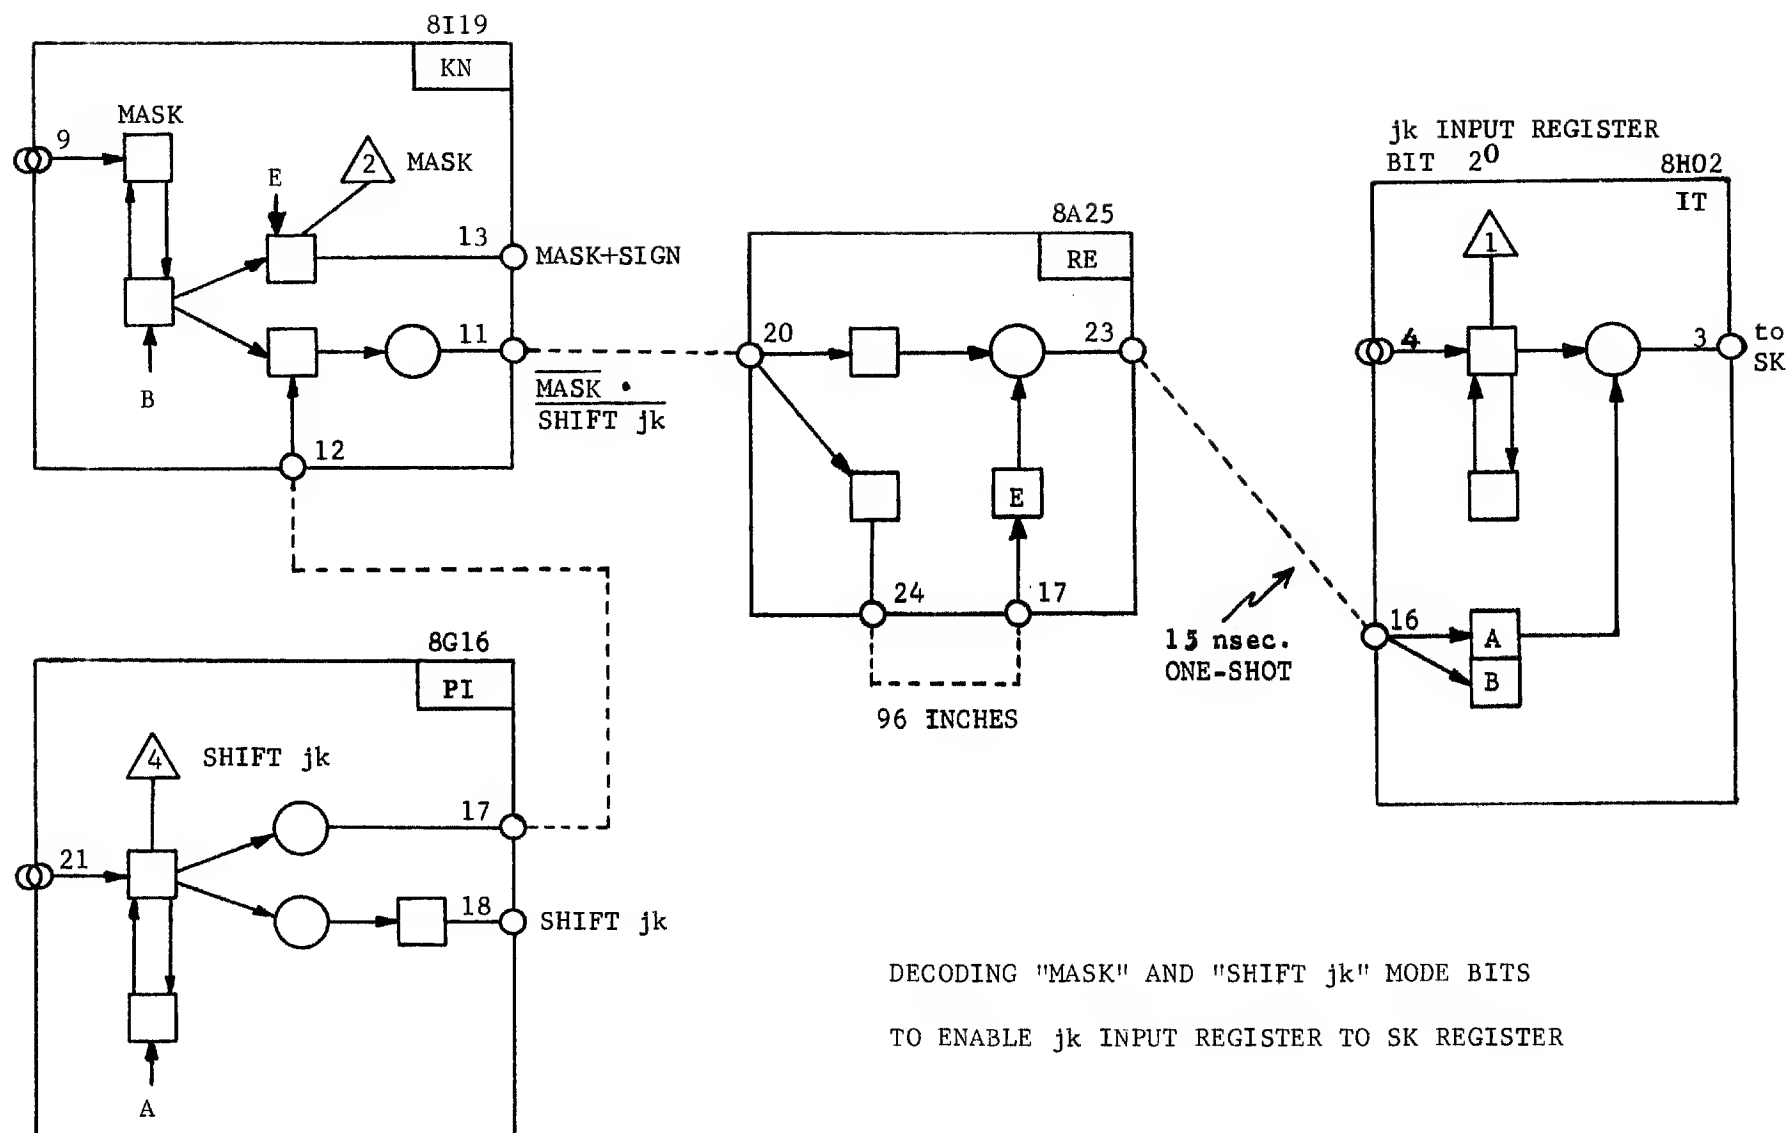 8I19
KN
MASK
9
2
MASK
E
13
MASK+SIGN
11
MASK •
SHIFT jk
B
12
8G16
PI
4
SHIFT jk
17
21
18
SHIFT jk
A
8A25
RE
20
23
E
24
17
96 INCHES
15 nsec.
ONE-SHOT
jk INPUT REGISTER
BIT 2⁰
8H02
IT
1
4
3
to
SK
16
A
B
DECODING "MASK" AND "SHIFT jk" MODE BITS
TO ENABLE jk INPUT REGISTER TO SK REGISTER